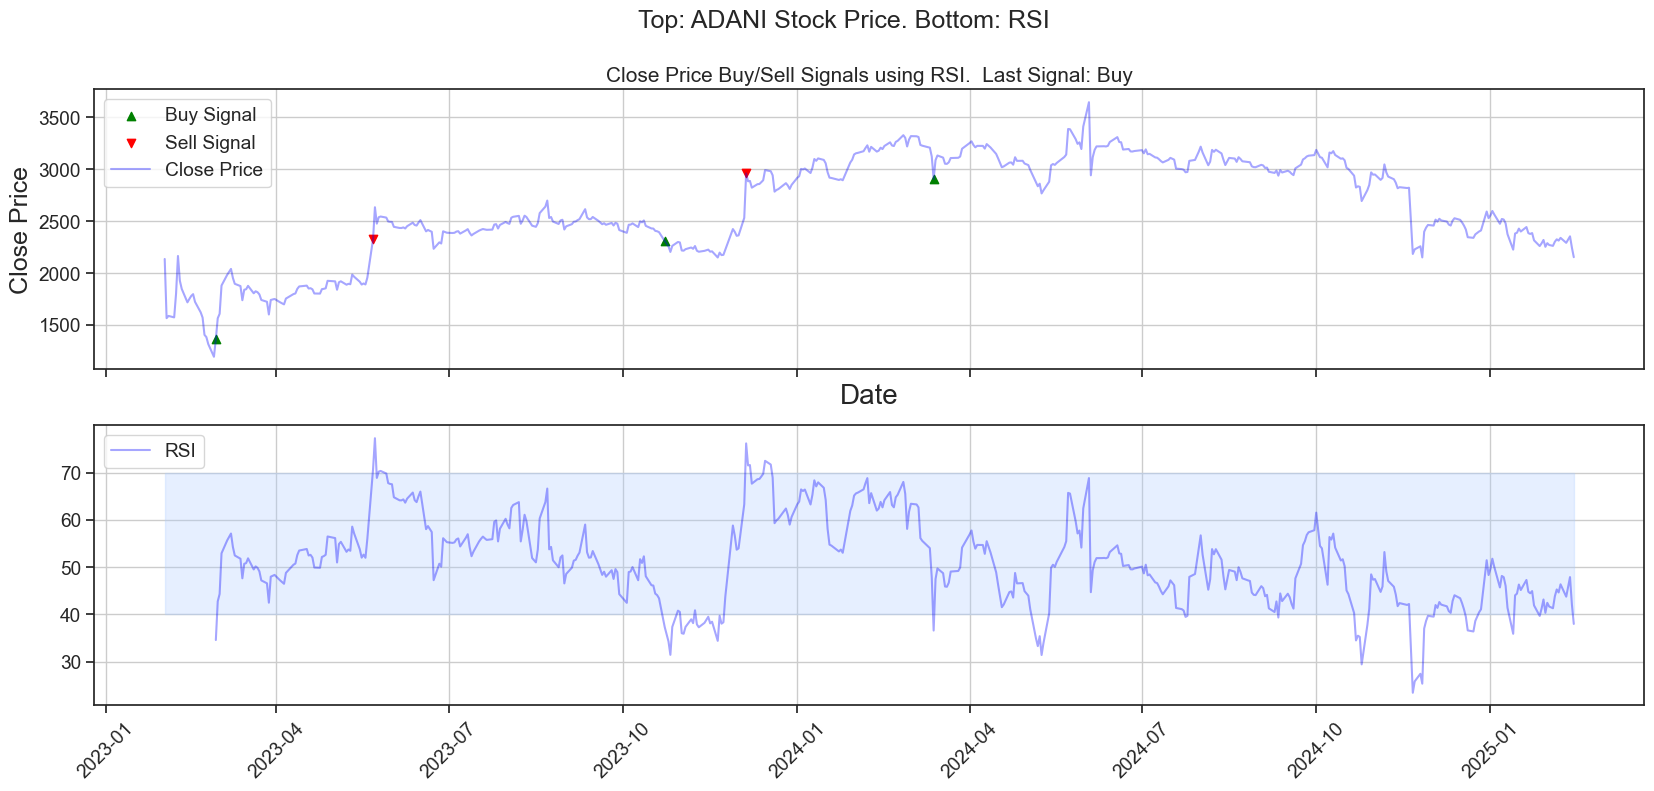 Top: ADANI Stock Price. Bottom: RSI
Close Price Buy/Sell Signals using RSI.  Last Signal: Buy
Buy Signal
Sell Signal
Close Price
Close Price
3500
3000
2500
2000
1500
Date
RSI
70
60
50
40
30
2023-01
2023-04
2023-07
2023-10
2024-01
2024-04
2024-07
2024-10
2025-01